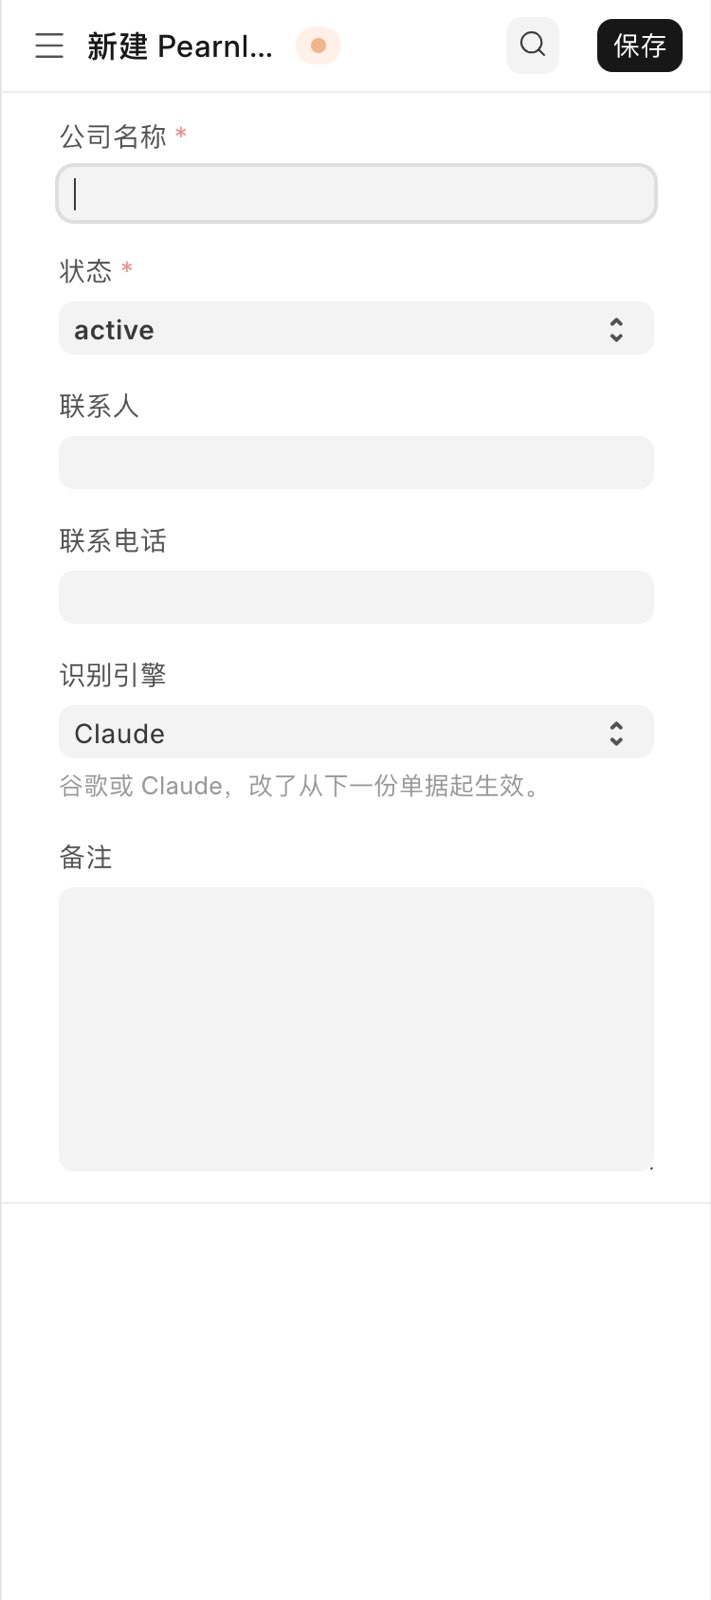 新建 Pearnl...
保存
公司名称 *
状态 *
active
联系人
联系电话
识别引擎
Claude
谷歌或 Claude，改了从下一份单据起生效。
备注